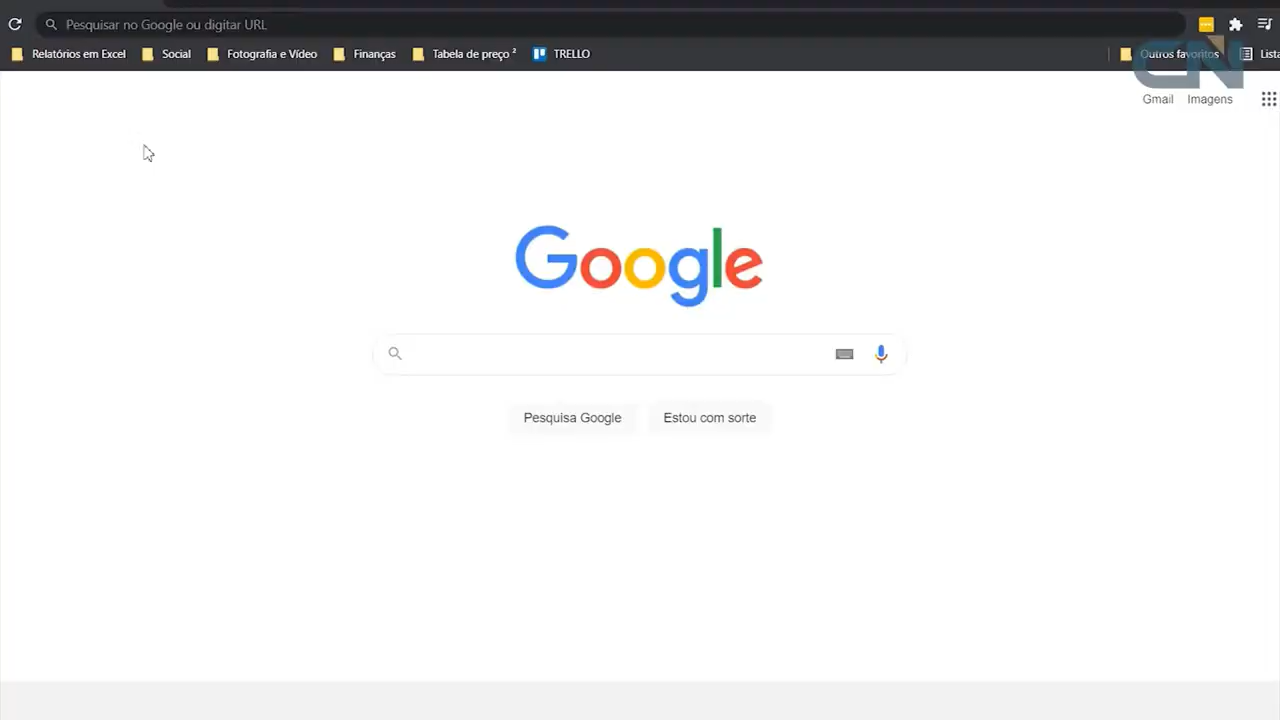 Pesquisar no Google ou digitar URL
Relatórios em Excel Social Fotografia e Vídeo Finanças Tabela de preço ² TRELLO Outros favoritos Lista
CN
Gmail Imagens
Google
Pesquisa Google Estou com sorte